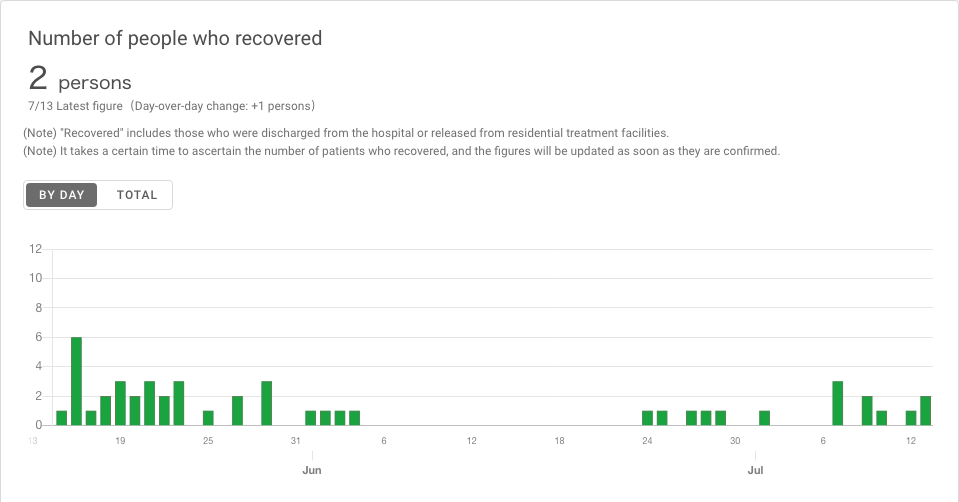 Number of people who recovered
2 persons
7/13 Latest figure (Day-over-day change: +1 persons)
(Note) "Recovered" includes those who were discharged from the hospital or released from residential treatment facilities.
(Note) It takes a certain time to ascertain the number of patients who recovered, and the figures will be updated as soon as they are confirmed.
BY DAY TOTAL
12
10
8
6
4
2
0
13 19 25 31 6 12 18 24 30 6 12
Jun Jul